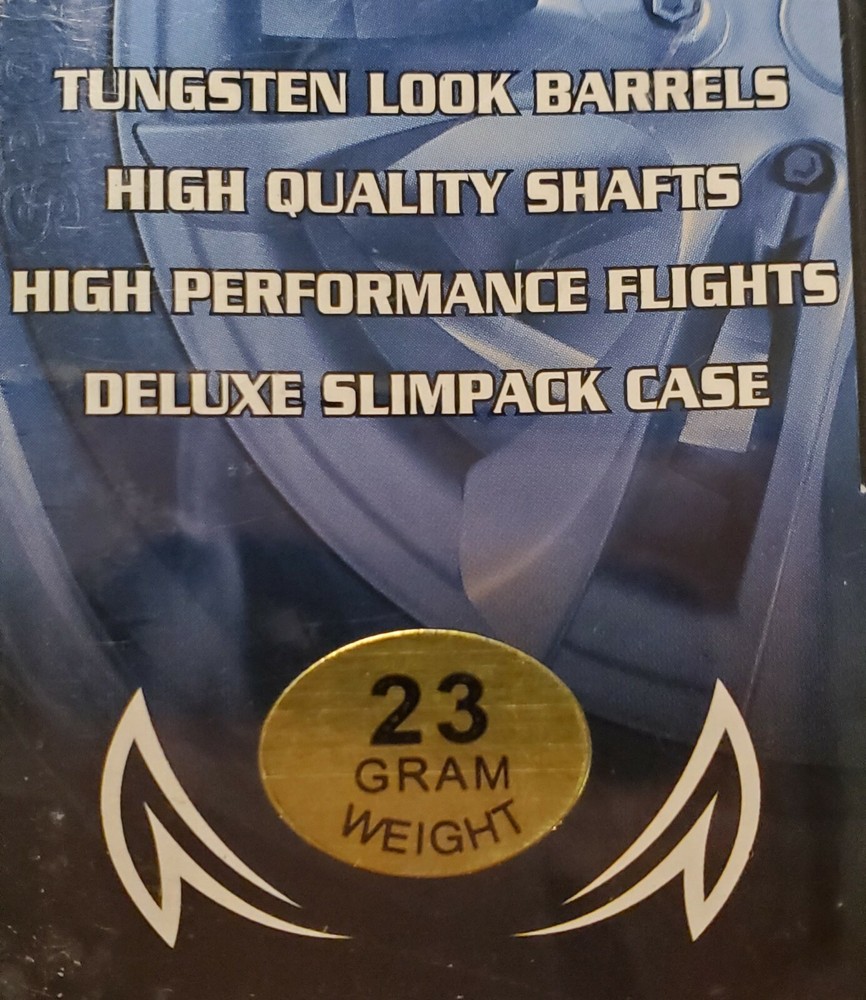 TUNGSTEN LOOK BARRELS
HIGH QUALITY SHAFTS
HIGH PERFORMANCE FLIGHTS
DELUXE SLIMPACK CASE
23
GRAM
WEIGHT